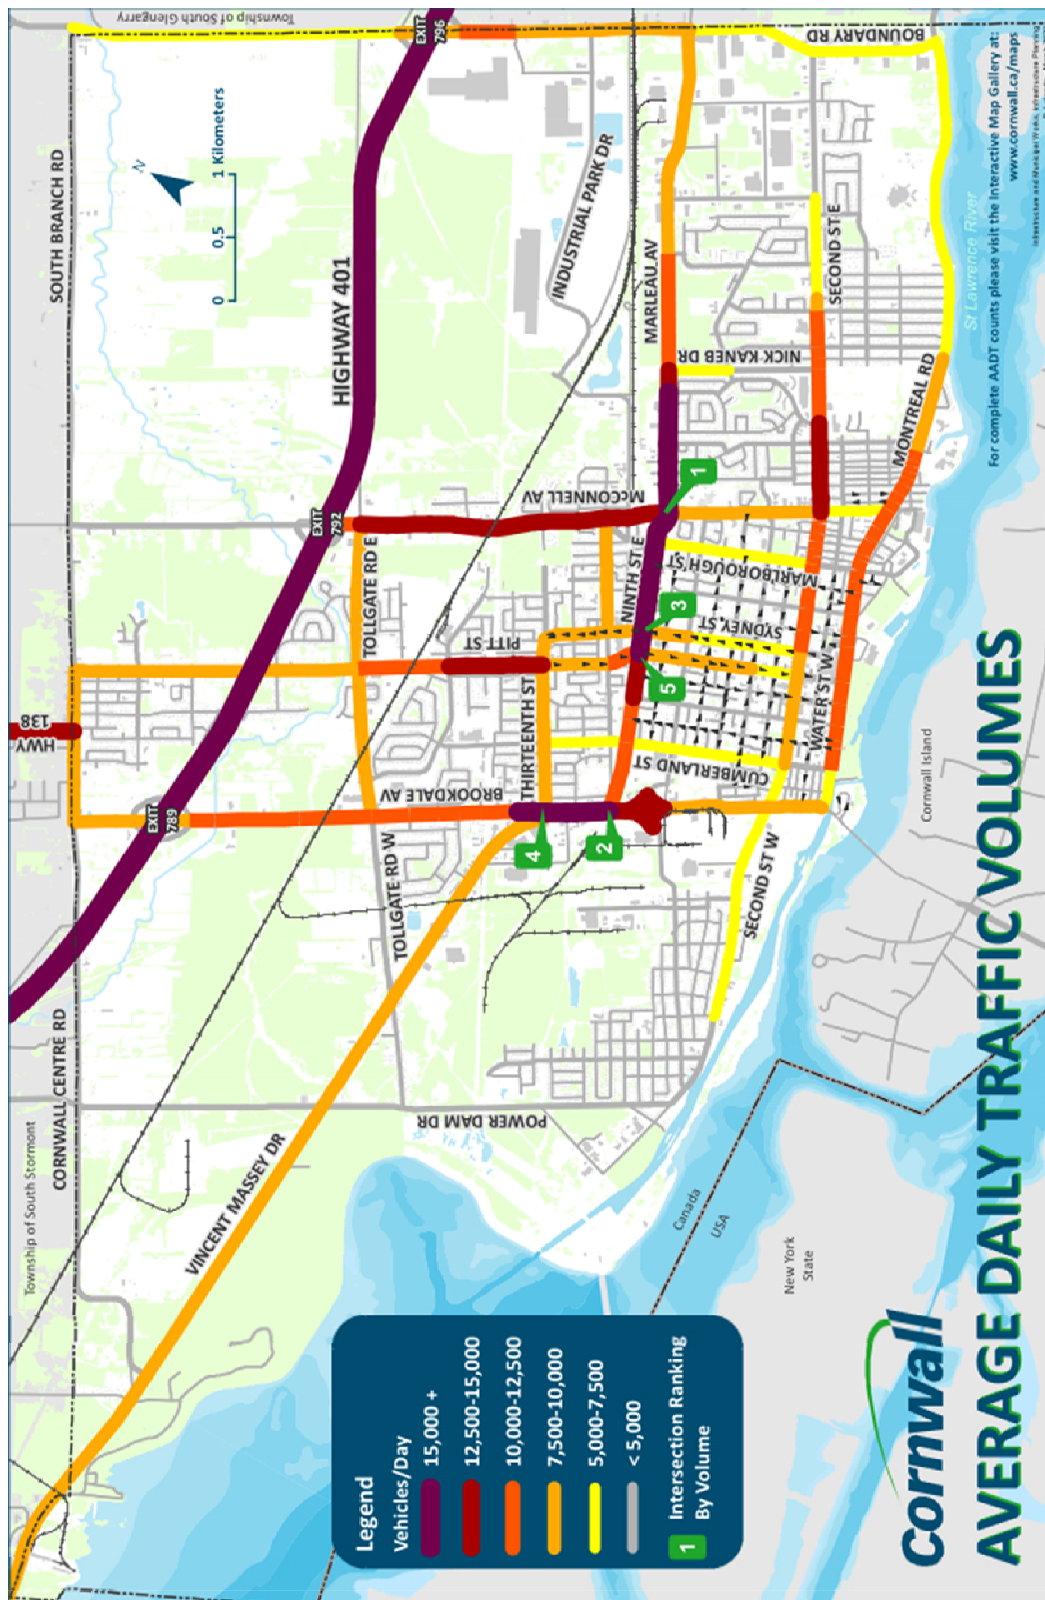 Township of South Glengarry
EXIT
796
BOUNDARY RD
For complete AADT counts please visit the Interactive Map Gallery at:
www.cornwall.ca/maps
SOUTH BRANCH RD
N
0 0.5 1 Kilometers
INDUSTRIAL PARK DR
HIGHWAY 401
MARLEAU AV
SECOND ST E
St Lawrence River
NICK KANEB DR
MONTREAL RD
EXIT
792
McCONNELL AV
1
TOLLGATE RD E
NINTH ST E
MARLBOROUGH ST
3
SYDNEY ST
PITT ST
5
WATER ST W
HWY
138
THIRTEENTH ST
CUMBERLAND ST
BROOKDALE AV
EXIT
789
4
2
Cornwall Island
TOLLGATE RD W
SECOND ST W
CORNWALL CENTRE RD
POWER DAM DR
Township of South Stormont
VINCENT MASSEY DR
Canada
USA
New York
State
Legend
Vehicles/Day
15,000 +
12,500-15,000
10,000-12,500
7,500-10,000
5,000-7,500
< 5,000
1 Intersection Ranking
By Volume
Cornwall
AVERAGE DAILY TRAFFIC VOLUMES